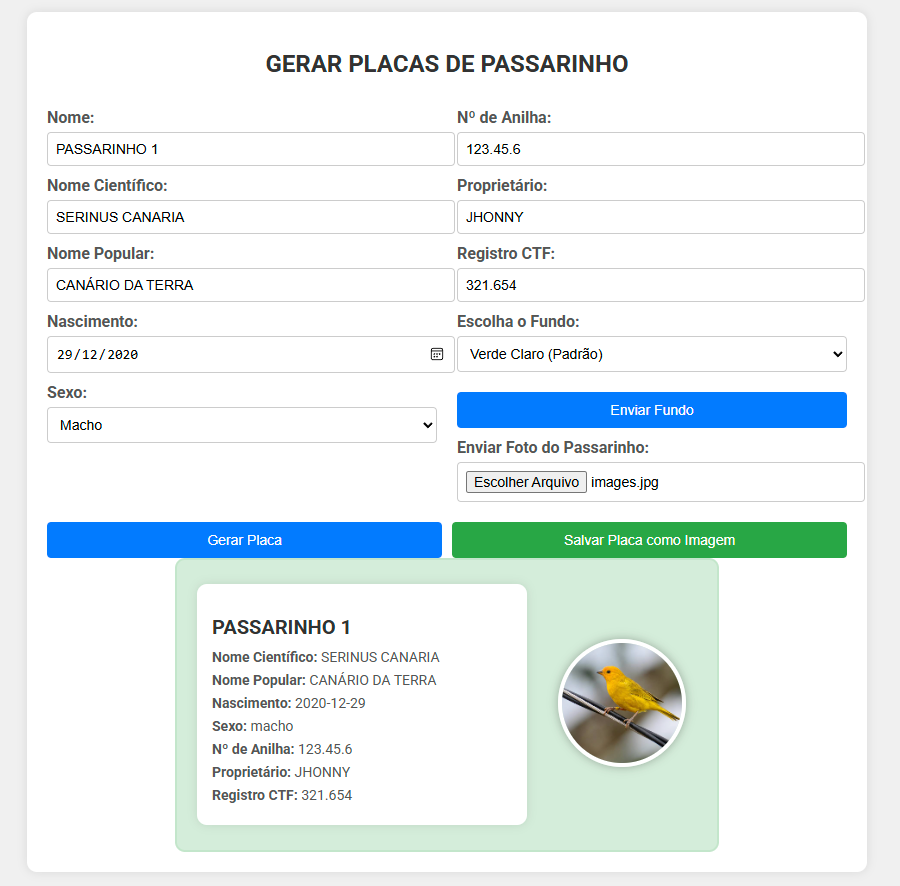 GERAR PLACAS DE PASSARINHO
Nome:
PASSARINHO 1
Nº de Anilha:
123.45.6
Nome Científico:
SERINUS CANARIA
Proprietário:
JHONNY
Nome Popular:
CANÁRIO DA TERRA
Registro CTF:
321.654
Nascimento:
29/12/2020
Escolha o Fundo:
Verde Claro (Padrão)
Sexo:
Macho
Enviar Fundo
Enviar Foto do Passarinho:
Escolher Arquivo images.jpg
Gerar Placa
Salvar Placa como Imagem
PASSARINHO 1
Nome Científico: SERINUS CANARIA
Nome Popular: CANÁRIO DA TERRA
Nascimento: 2020-12-29
Sexo: macho
Nº de Anilha: 123.45.6
Proprietário: JHONNY
Registro CTF: 321.654